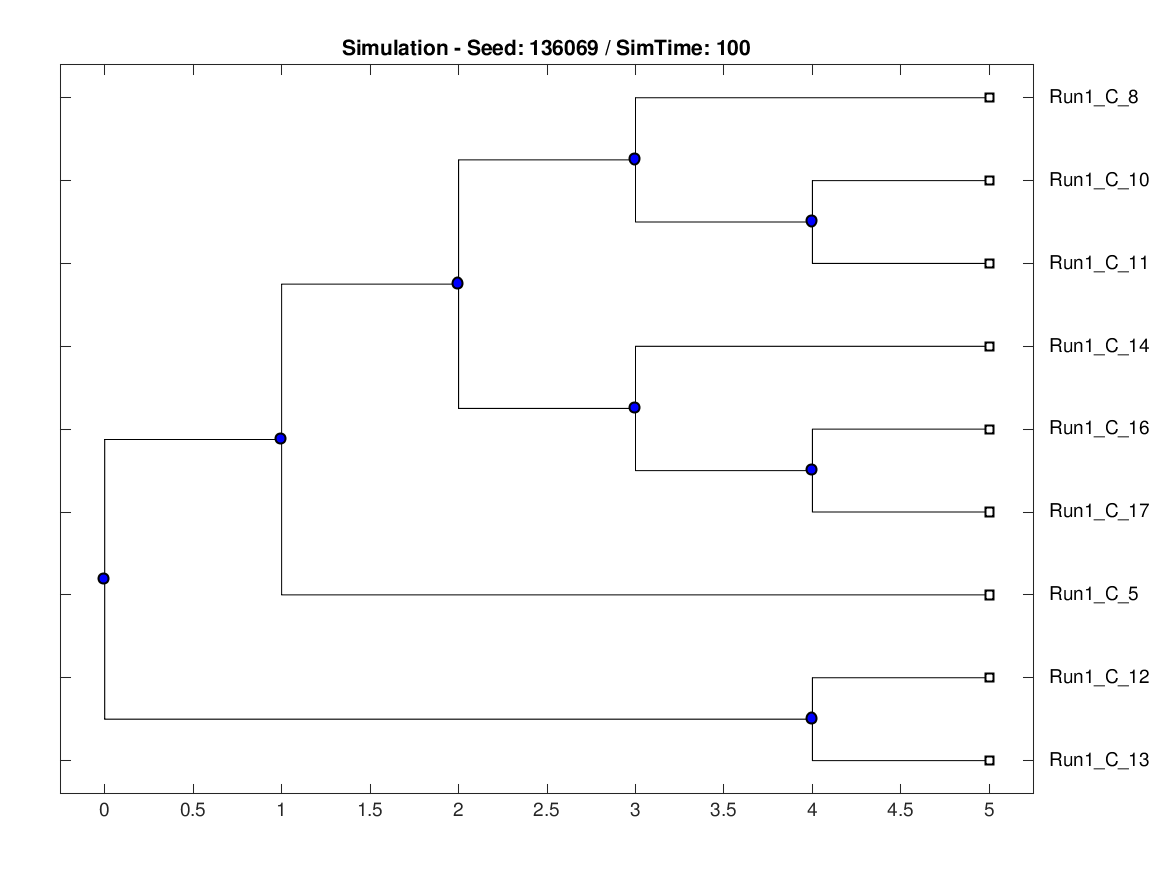 Simulation - Seed: 136069 / SimTime: 100
Run1_C_8
Run1_C_10
Run1_C_11
Run1_C_14
Run1_C_16
Run1_C_17
Run1_C_5
Run1_C_12
Run1_C_13
0 0.5 1 1.5 2 2.5 3 3.5 4 4.5 5